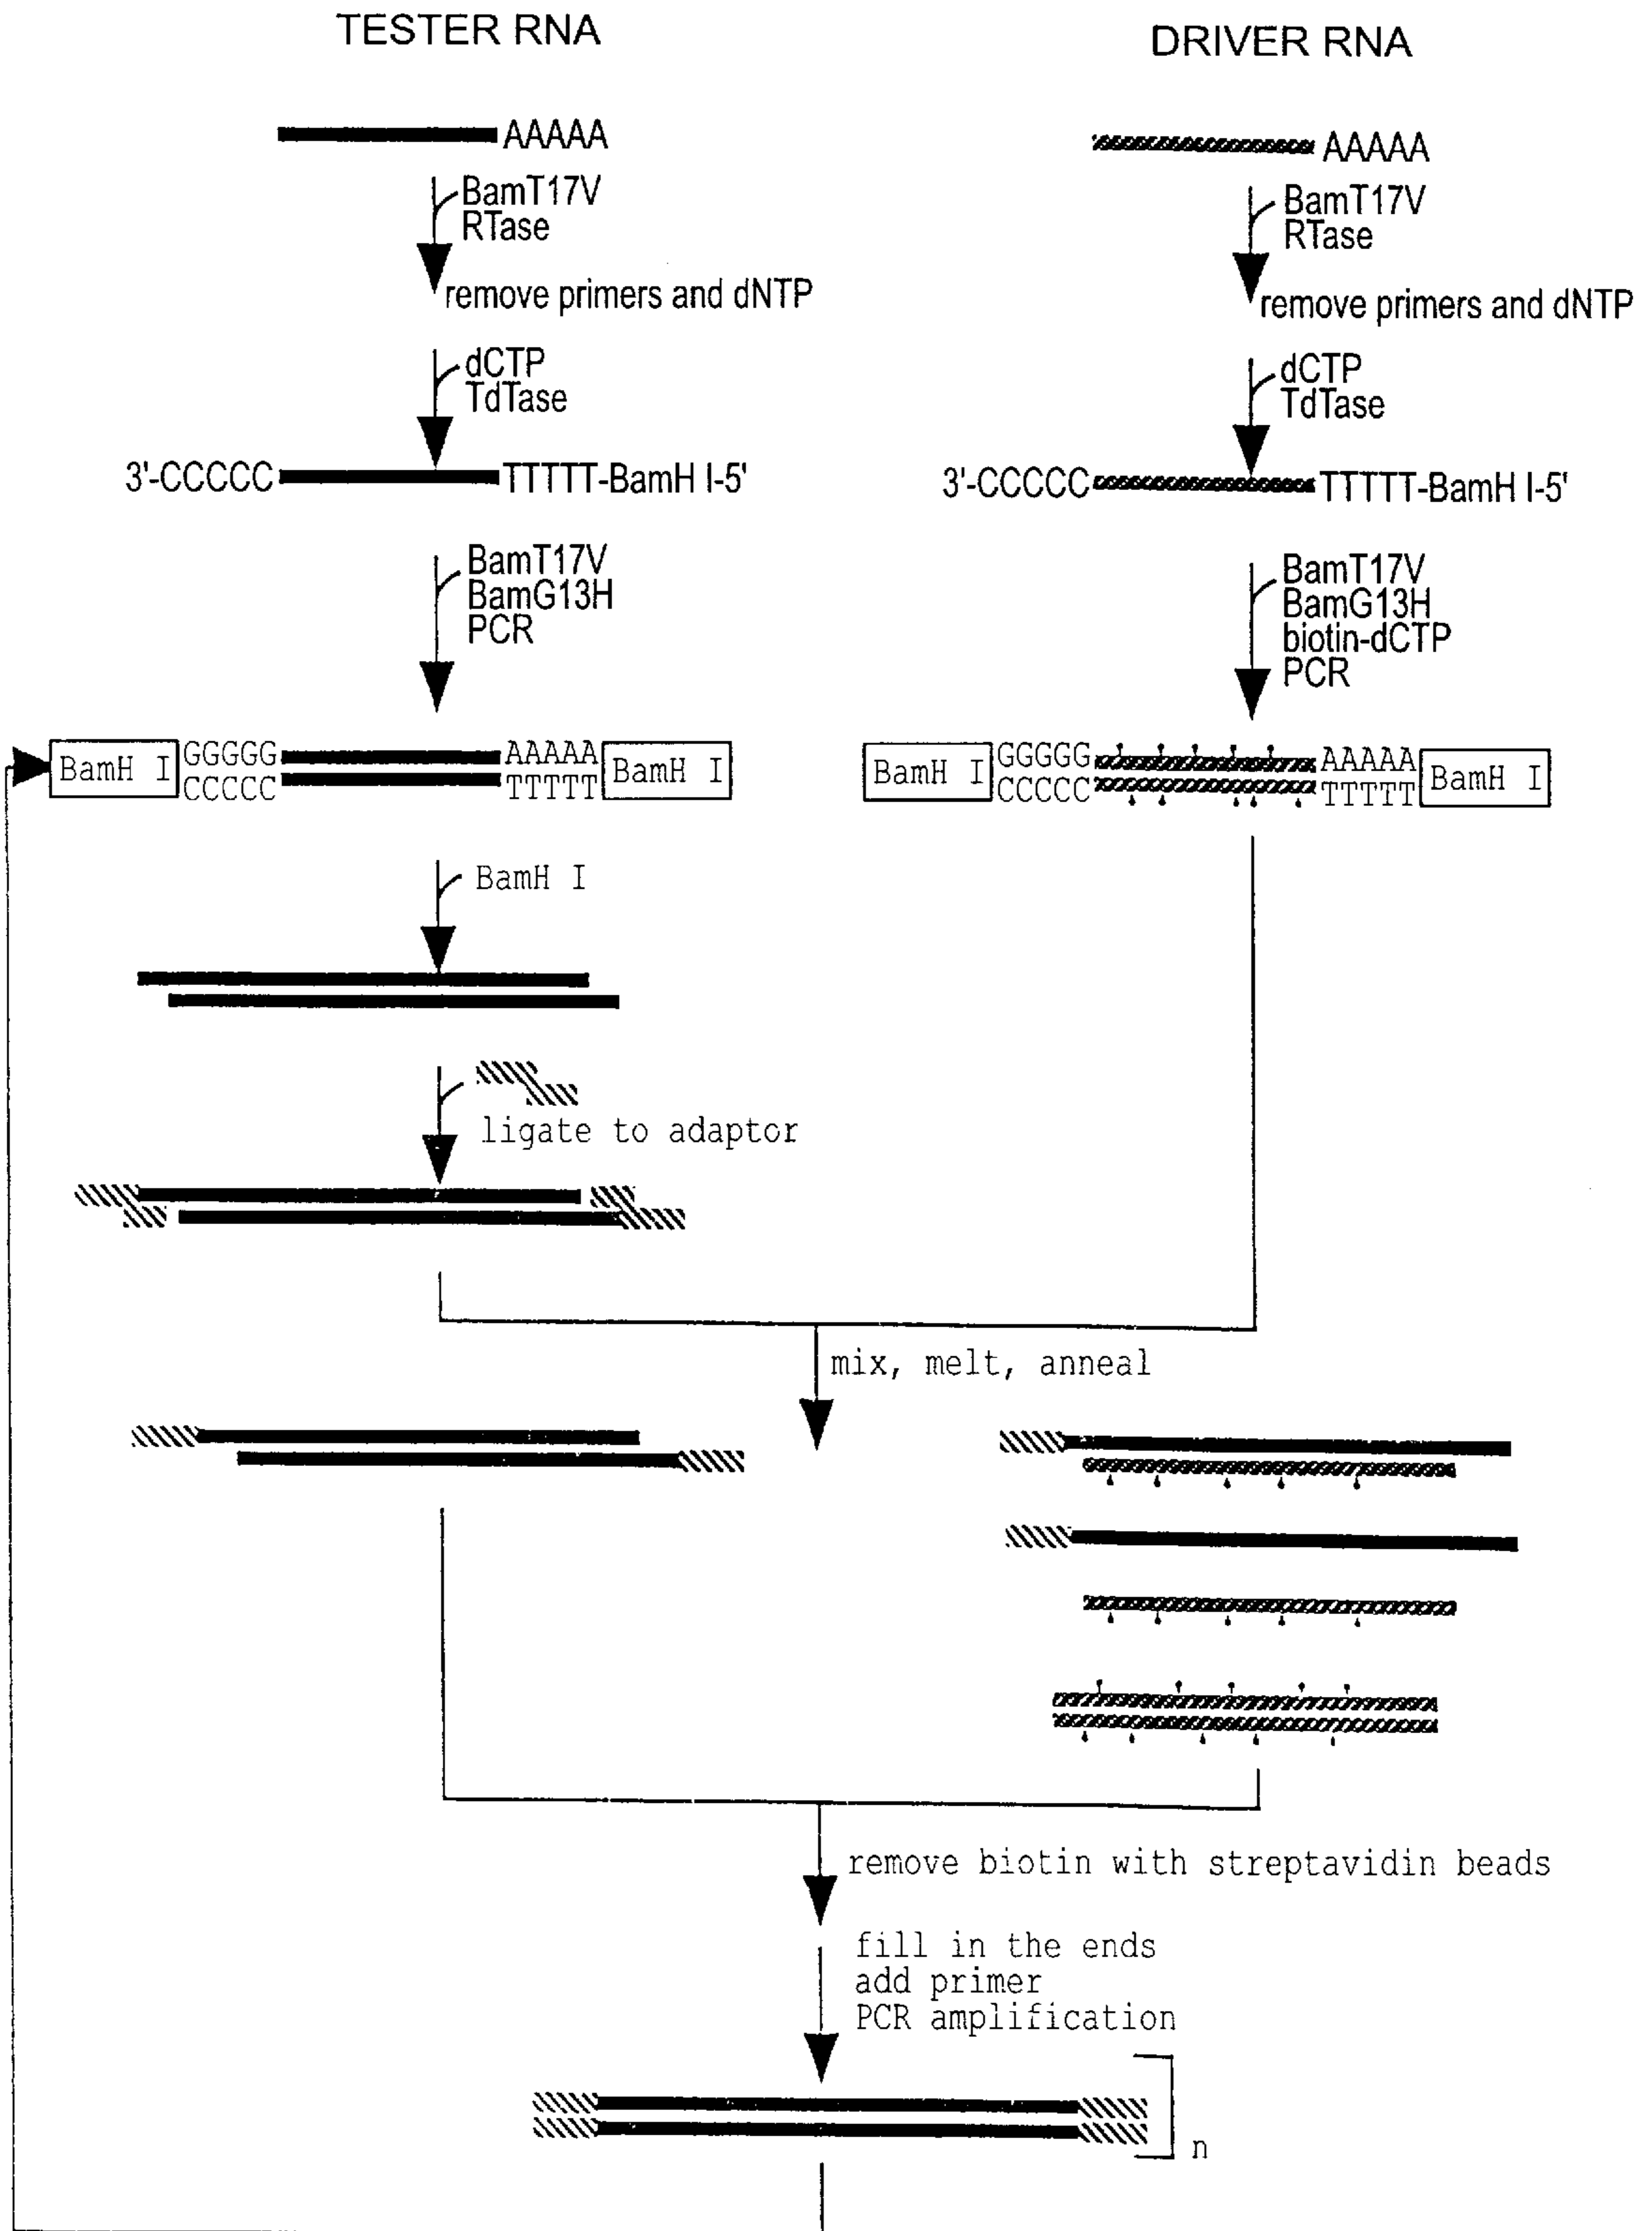 TESTER RNA
DRIVER RNA
AAAAA
AAAAA
BamT17V
RTase
BamT17V
RTase
remove primers and dNTP
remove primers and dNTP
dCTP
TdTase
dCTP
TdTase
3'-CCCCC TTTTT-BamH I-5'
3'-CCCCC TTTTT-BamH I-5'
BamT17V
BamG13H
PCR
BamT17V
BamG13H
biotin-dCTP
PCR
BamH I
GGGGG
CCCCC
AAAAA
TTTTT
BamH I
BamH I
GGGGG
CCCCC
AAAAA
TTTTT
BamH I
BamH I
ligate to adaptor
mix, melt, anneal
remove biotin with streptavidin beads
fill in the ends
add primer
PCR amplification
n